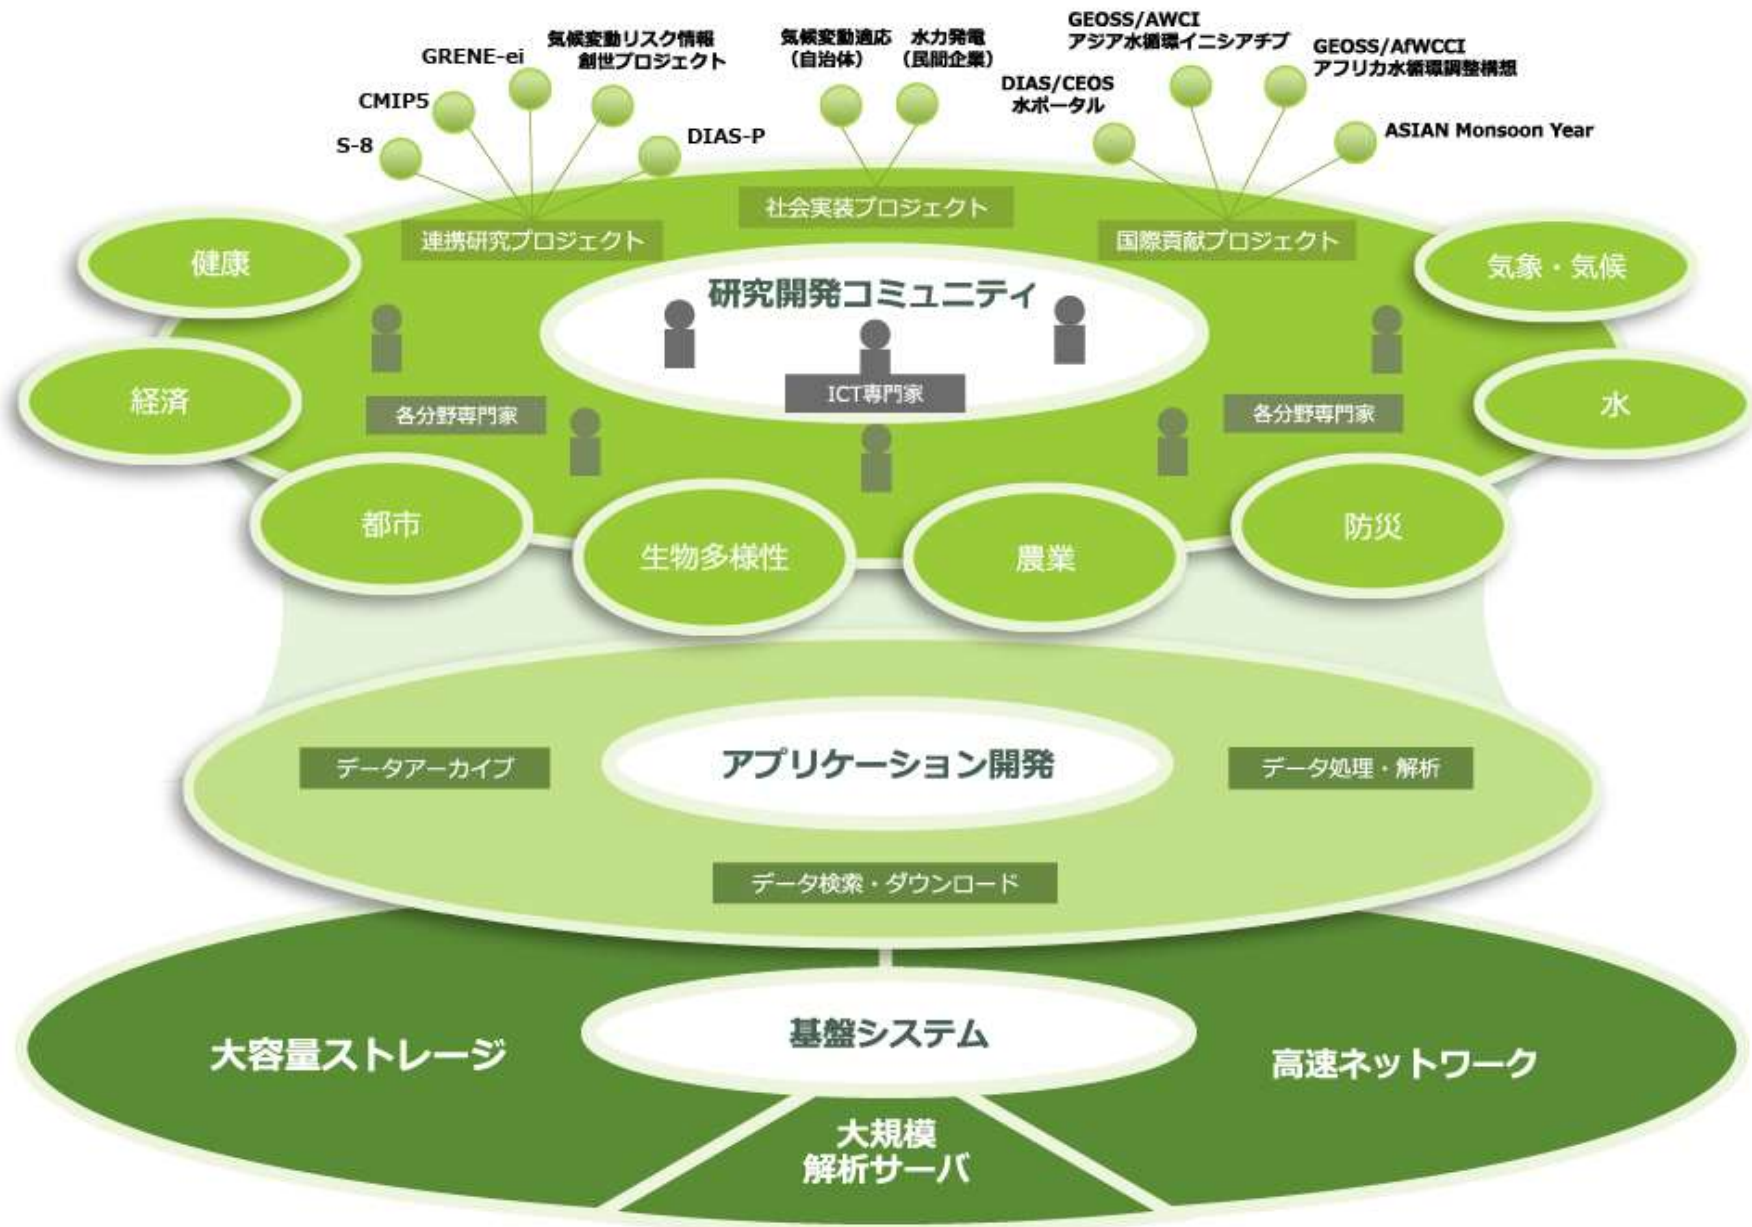 GRENE-ei
気候変動リスク情報
創世プロジェクト
CMIP5
S-8
DIAS-P
気候変動適応
（自治体）
水力発電
（民間企業）
GEOSS/AWCI
アジア水循環イニシアチブ
GEOSS/AfWCCI
アフリカ水循環調整構想
DIAS/CEOS
水ポータル
ASIAN Monsoon Year
連携研究プロジェクト
社会実装プロジェクト
国際貢献プロジェクト
健康
気象・気候
研究開発コミュニティ
ICT専門家
経済
各分野専門家
各分野専門家
水
都市
生物多様性
農業
防災
データアーカイブ
アプリケーション開発
データ処理・解析
データ検索・ダウンロード
基盤システム
大容量ストレージ
高速ネットワーク
大規模
解析サーバ